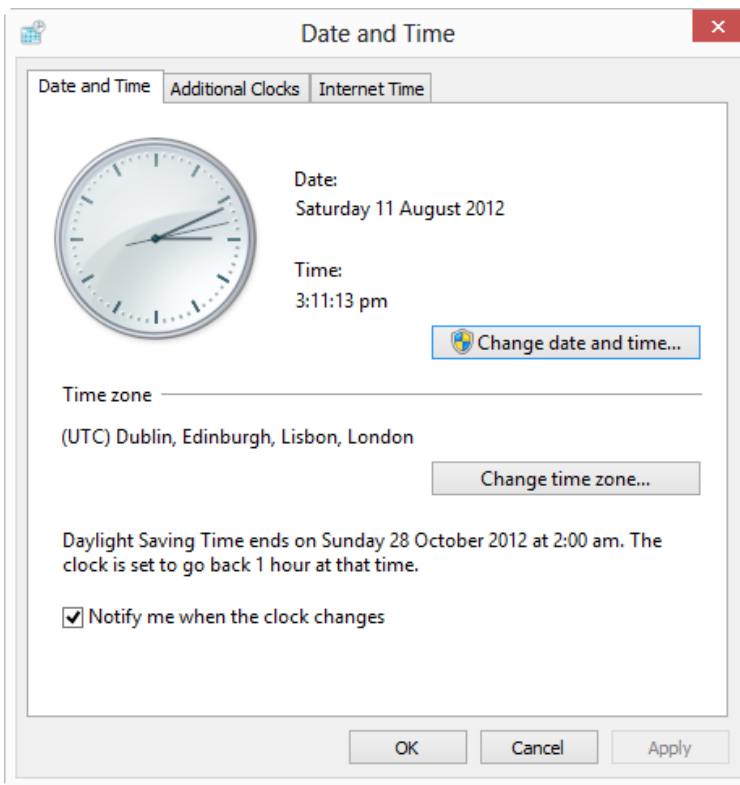 Date and Time
Date and Time
Additional Clocks
Internet Time
Date:
Saturday 11 August 2012
Time:
3:11:13 pm
Change date and time...
Time zone
(UTC) Dublin, Edinburgh, Lisbon, London
Change time zone...
Daylight Saving Time ends on Sunday 28 October 2012 at 2:00 am. The
clock is set to go back 1 hour at that time.
Notify me when the clock changes
OK
Cancel
Apply